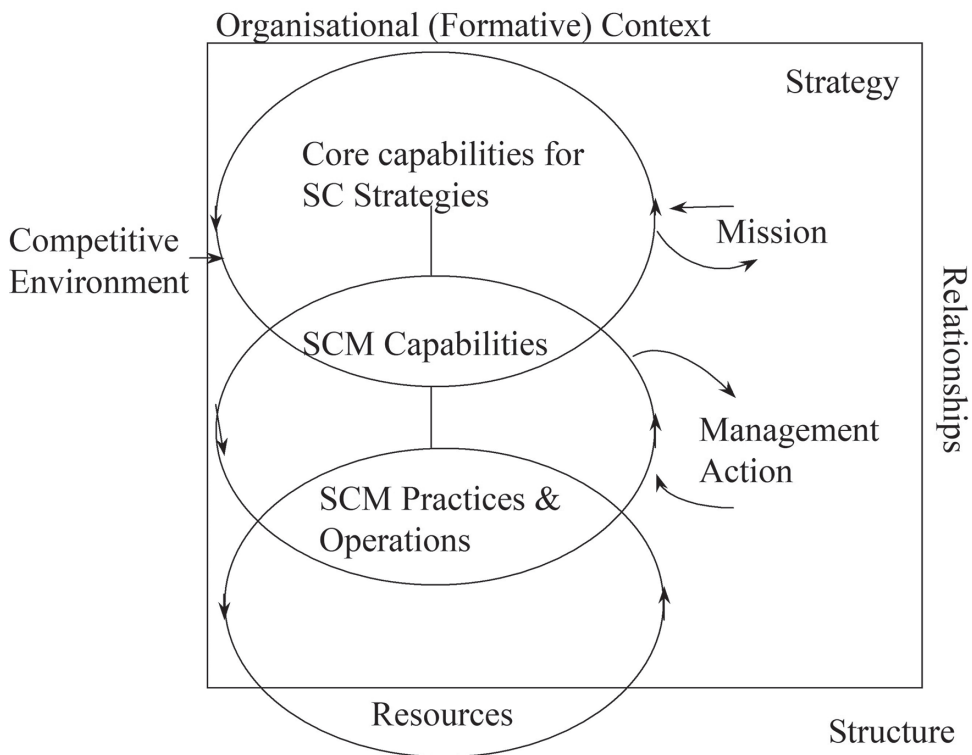 Organisational (Formative) Context
Strategy
Core capabilities for
SC Strategies
Mission
Competitive
Environment
Relationships
SCM Capabilities
Management
Action
SCM Practices &
Operations
Resources
Structure